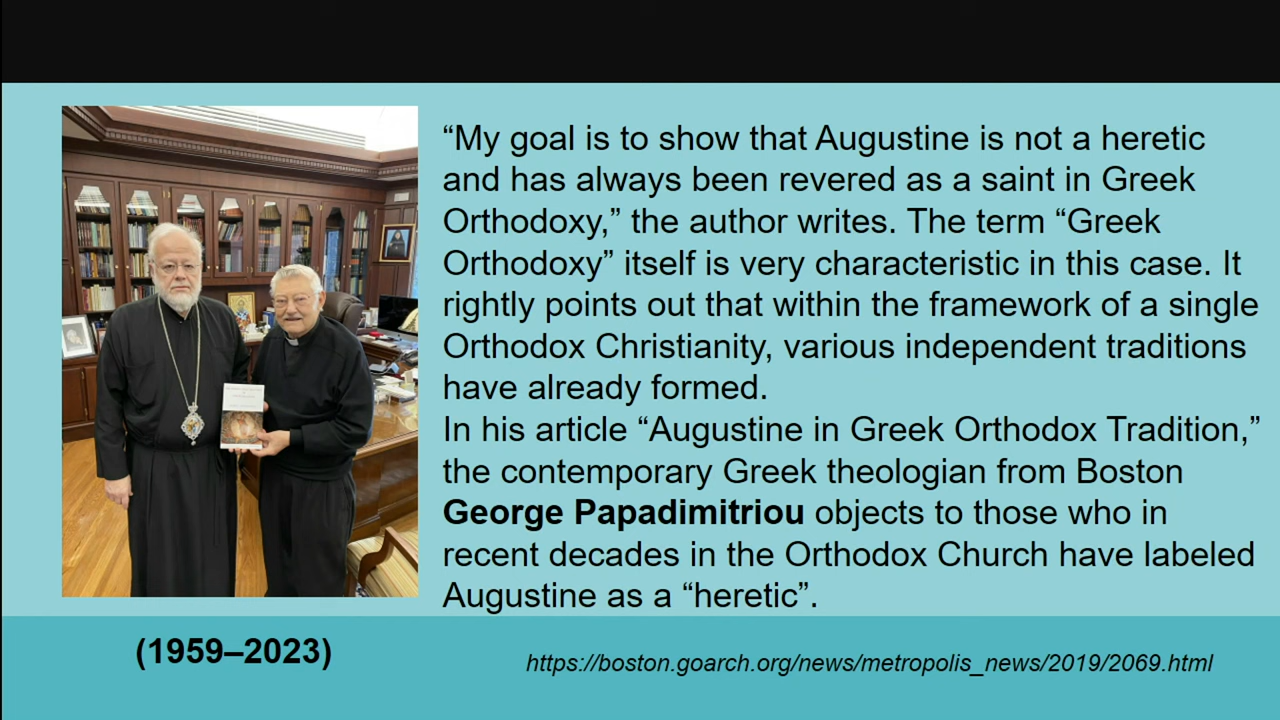 “My goal is to show that Augustine is not a heretic
and has always been revered as a saint in Greek
Orthodoxy,” the author writes. The term “Greek
Orthodoxy” itself is very characteristic in this case. It
rightly points out that within the framework of a single
Orthodox Christianity, various independent traditions
have already formed.
In his article “Augustine in Greek Orthodox Tradition,”
the contemporary Greek theologian from Boston
George Papadimitriou objects to those who in
recent decades in the Orthodox Church have labeled
Augustine as a “heretic”.
(1959–2023)
https://boston.goarch.org/news/metropolis_news/2019/2069.html